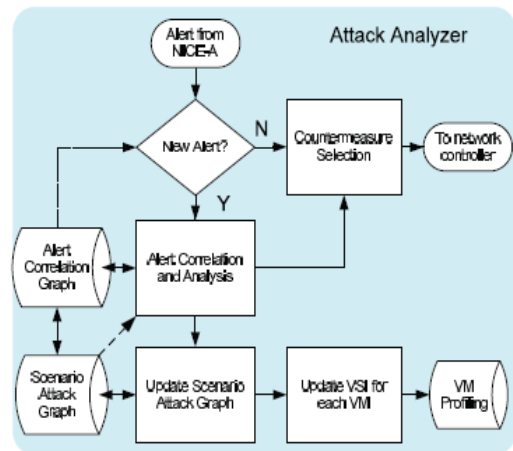 Attack Analyzer
Alert from
NICE-A
New Alert?
N
Y
Countermeasure
Selection
To network
controller
Alert
Correlation
Graph
Alert Correlation
and Analysis
Scenario
Attack
Graph
Update Scenario
Attack Graph
Update VSI for
each VM
VM
Profiling